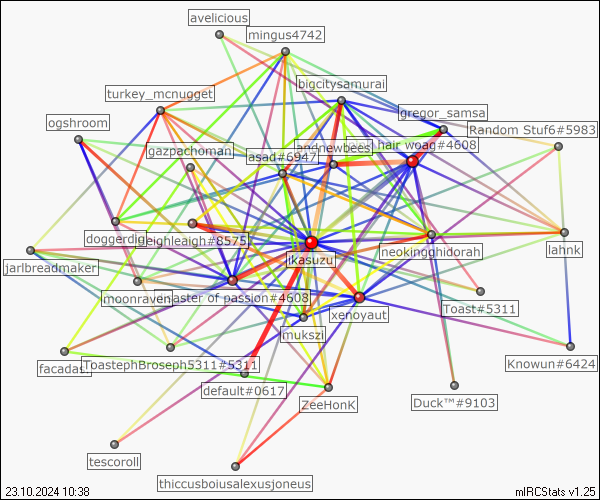 avelicious
mingus4742
bigcitysamurai
turkey_mcnugget
gregor_samsa
ogshroom
Random Stuf6#5983
andnewbees
hair woaq#4608
gazpachoman
asad#6947
doggerdig
leighleaigh#8575
neokingghidorah
lahnk
jikasuzu
jarlbreadmaker
moonraven
master of passion#4608
xenoyaut
Toast#5311
mukszi
facadas
ToastephBroseph5311#5311
Knowun#6424
default#0617
ZeeHonK
Duck™#9103
tescoroll
thiccusboiusalexusjoneus
23.10.2024 10:38
mIRCStats v1.25